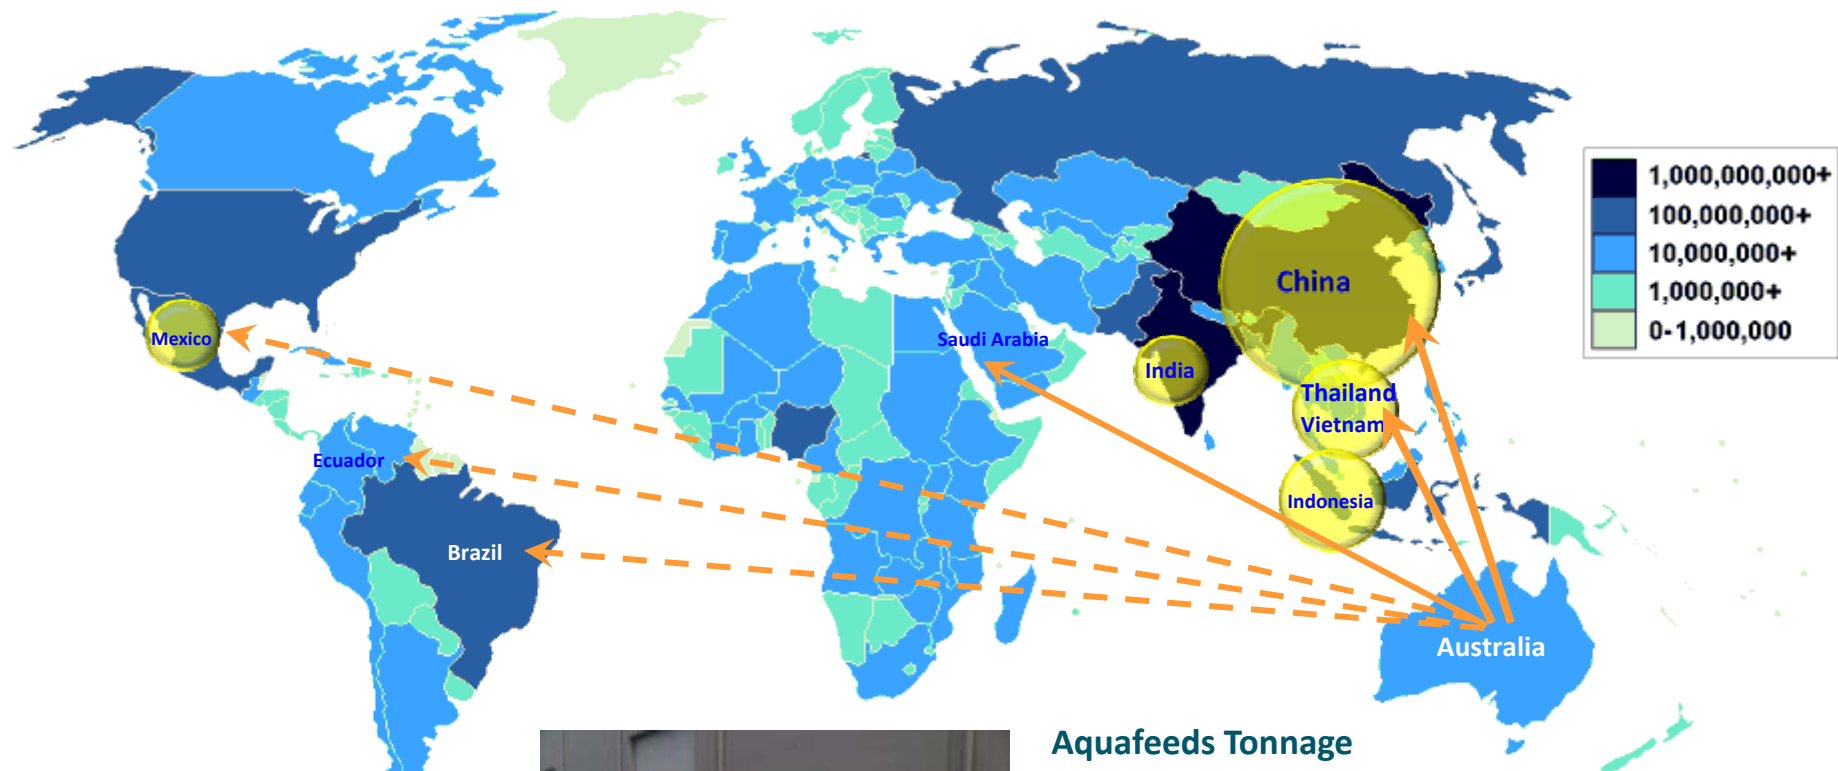 1,000,000,000+
100,000,000+
10,000,000+
1,000,000+
0-1,000,000
China
Mexico
Saudi Arabia
India
Thailand
Vietnam
Ecuador
Indonesia
Brazil
Australia
Aquafeeds Tonnage